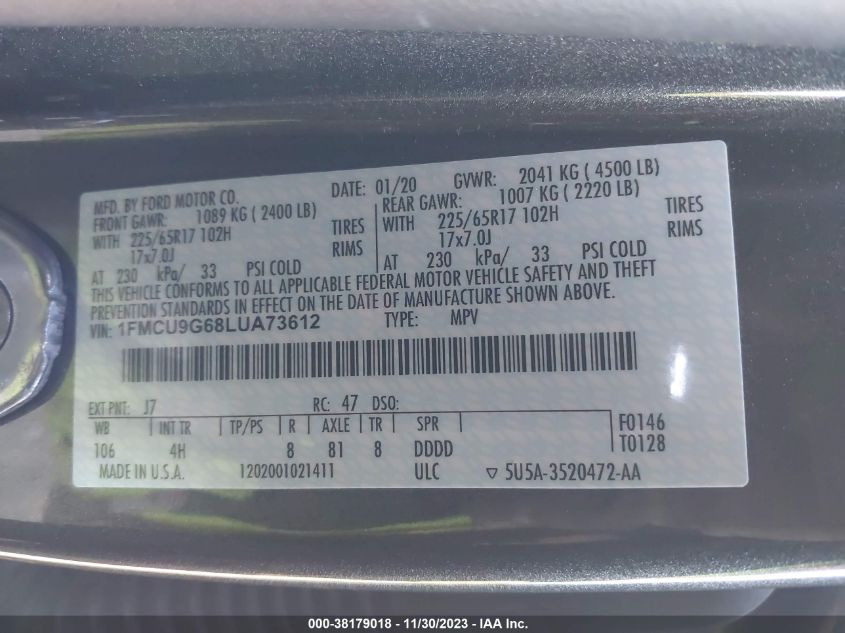 MFD. BY FORD MOTOR CO.
DATE: 01/20 GVWR: 2041 KG ( 4500 LB)
FRONT GAWR: 1089 KG ( 2400 LB)
WITH 225/65R17 102H TIRES
17x7.0J RIMS
AT 230 kPa/ 33 PSI COLD
REAR GAWR: 1007 KG ( 2220 LB)
WITH 225/65R17 102H TIRES
17x7.0J RIMS
AT 230 kPa/ 33 PSI COLD
THIS VEHICLE CONFORMS TO ALL APPLICABLE FEDERAL MOTOR VEHICLE SAFETY AND THEFT
PREVENTION STANDARDS IN EFFECT ON THE DATE OF MANUFACTURE SHOWN ABOVE.
VIN: 1FMCU9G68LUA73612 TYPE: MPV
EXT PNT: J7 RC: 47 DSO:
WB INT TR TP/PS R AXLE TR SPR F0146
106 4H 8 81 8 DDDD T0128
MADE IN U.S.A. 1202001021411 ULC ▽ 5U5A-3520472-AA
000-38179018 - 11/30/2023 - IAA Inc.